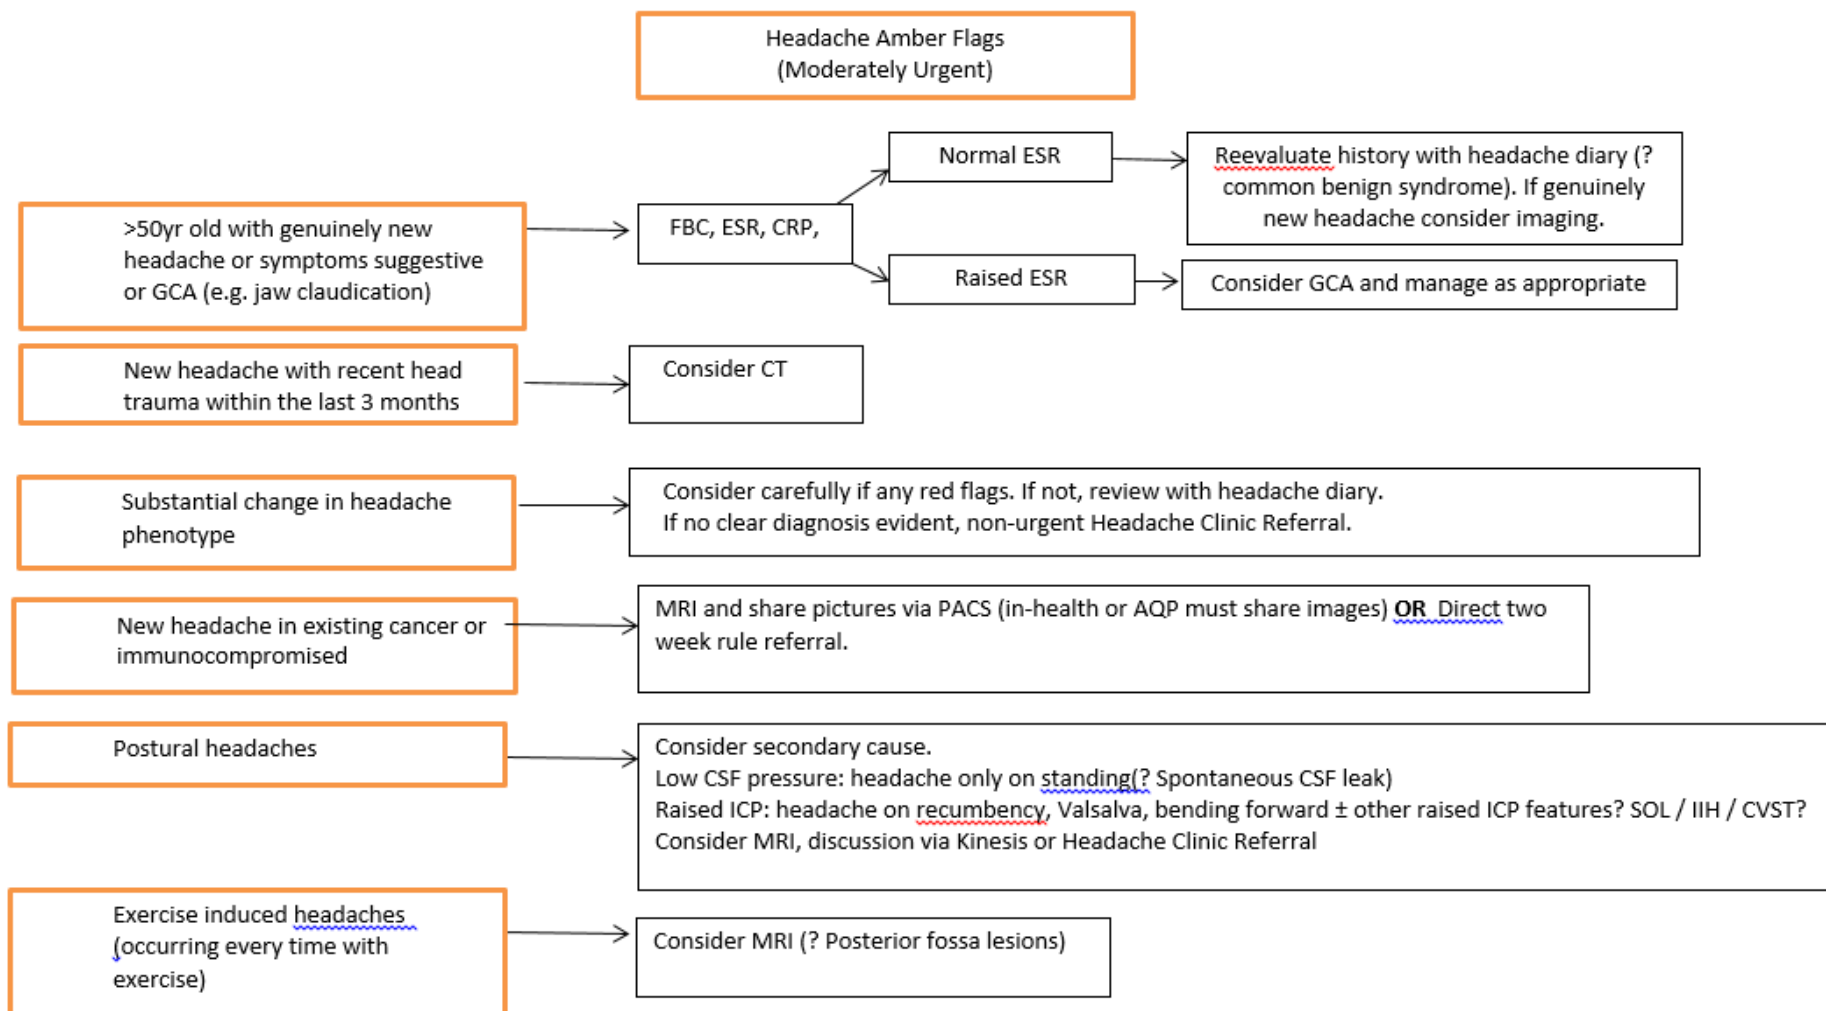 Headache Amber Flags
(Moderately Urgent)
Normal ESR
Reevaluate history with headache diary (?
common benign syndrome). If genuinely
new headache consider imaging.
>50yr old with genuinely new
headache or symptoms suggestive
or GCA (e.g. jaw claudication)
FBC, ESR, CRP,
Raised ESR
Consider GCA and manage as appropriate
New headache with recent head
trauma within the last 3 months
Consider CT
Substantial change in headache
phenotype
Consider carefully if any red flags. If not, review with headache diary.
If no clear diagnosis evident, non-urgent Headache Clinic Referral.
New headache in existing cancer or
immunocompromised
MRI and share pictures via PACS (in-health or AQP must share images) OR Direct two
week rule referral.
Postural headaches
Consider secondary cause.
Low CSF pressure: headache only on standing(? Spontaneous CSF leak)
Raised ICP: headache on recumbency, Valsalva, bending forward ± other raised ICP features? SOL / IIH / CVST?
Consider MRI, discussion via Kinesis or Headache Clinic Referral
Exercise induced headaches
(occurring every time with
exercise)
Consider MRI (? Posterior fossa lesions)